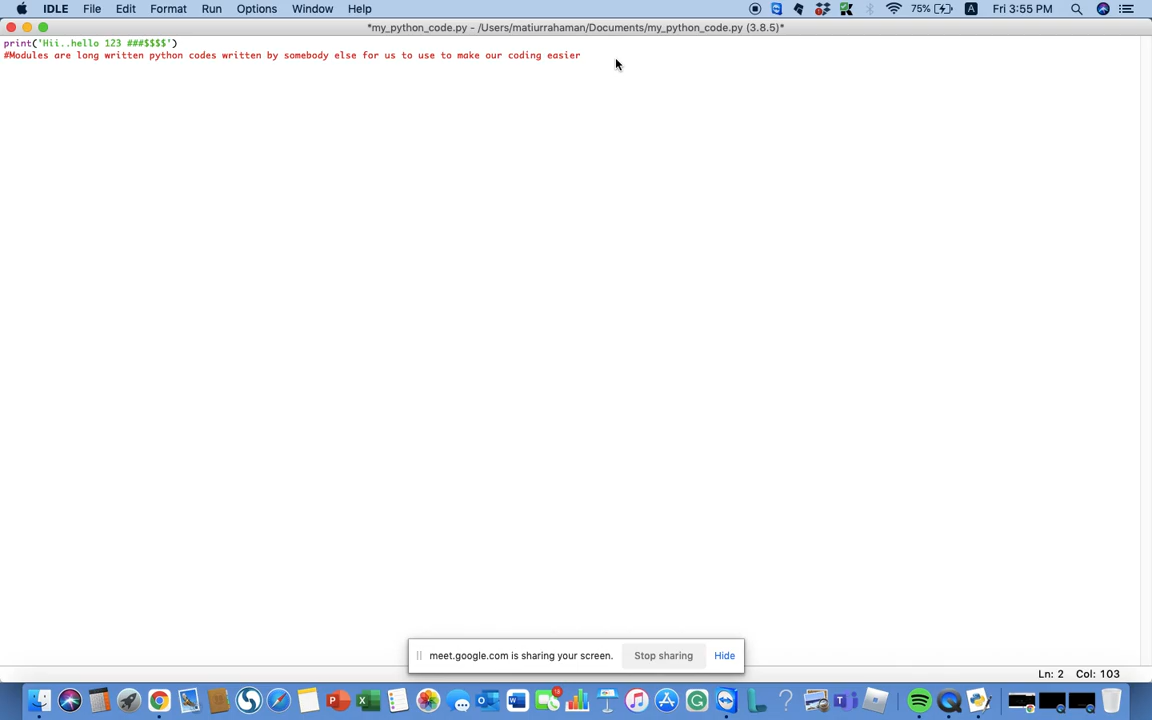 IDLE File Edit Format Run Options Window Help 75% A Fri 3:55 PM
*my_python_code.py - /Users/matiurrahaman/Documents/my_python_code.py (3.8.5)*
print('Hii..hello 123 ###$$$$')
#Modules are long written python codes written by somebody else for us to use to make our coding easier
meet.google.com is sharing your screen. Stop sharing Hide
Ln: 2 Col: 103